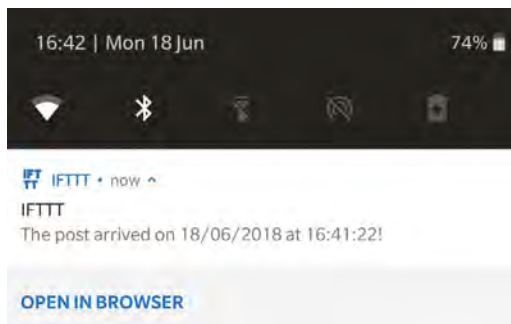 16:42 | Mon 18 Jun 74%
IFTTT • now
IFTTT
The post arrived on 18/06/2018 at 16:41:22!
OPEN IN BROWSER